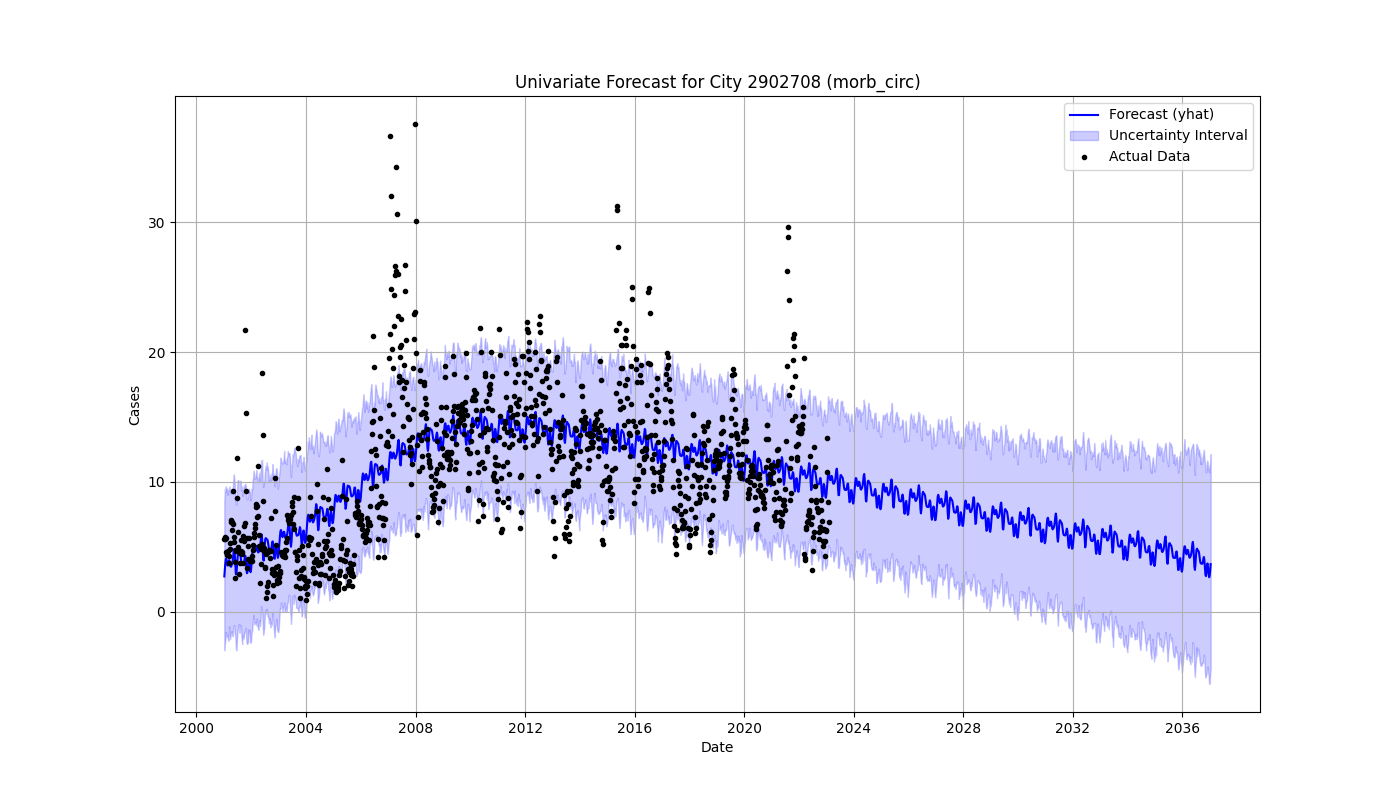 Univariate Forecast for City 2902708 (morb_circ)
Forecast (yhat)
Uncertainty Interval
Actual Data
Cases
30
20
10
0
2000 2004 2008 2012 2016 2020 2024 2028 2032 2036
Date